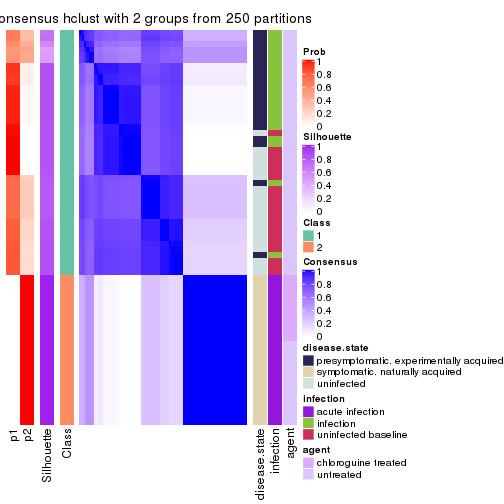 onsensus hclust with 2 groups from 250 partitions
Prob
1
0.8
0.6
0.4
0.2
0
Silhouette
1
0.8
0.6
0.4
0.2
0
Class
1
2
Consensus
1
0.8
0.6
0.4
0.2
0
disease.state
presymptomatic. experimentally acquired
symptomatic. naturally acquired
uninfected
infection
acute infection
infection
uninfected baseline
agent
chloroguine treated
untreated
p1
p2
Silhouette
Class
disease.state
infection
agent